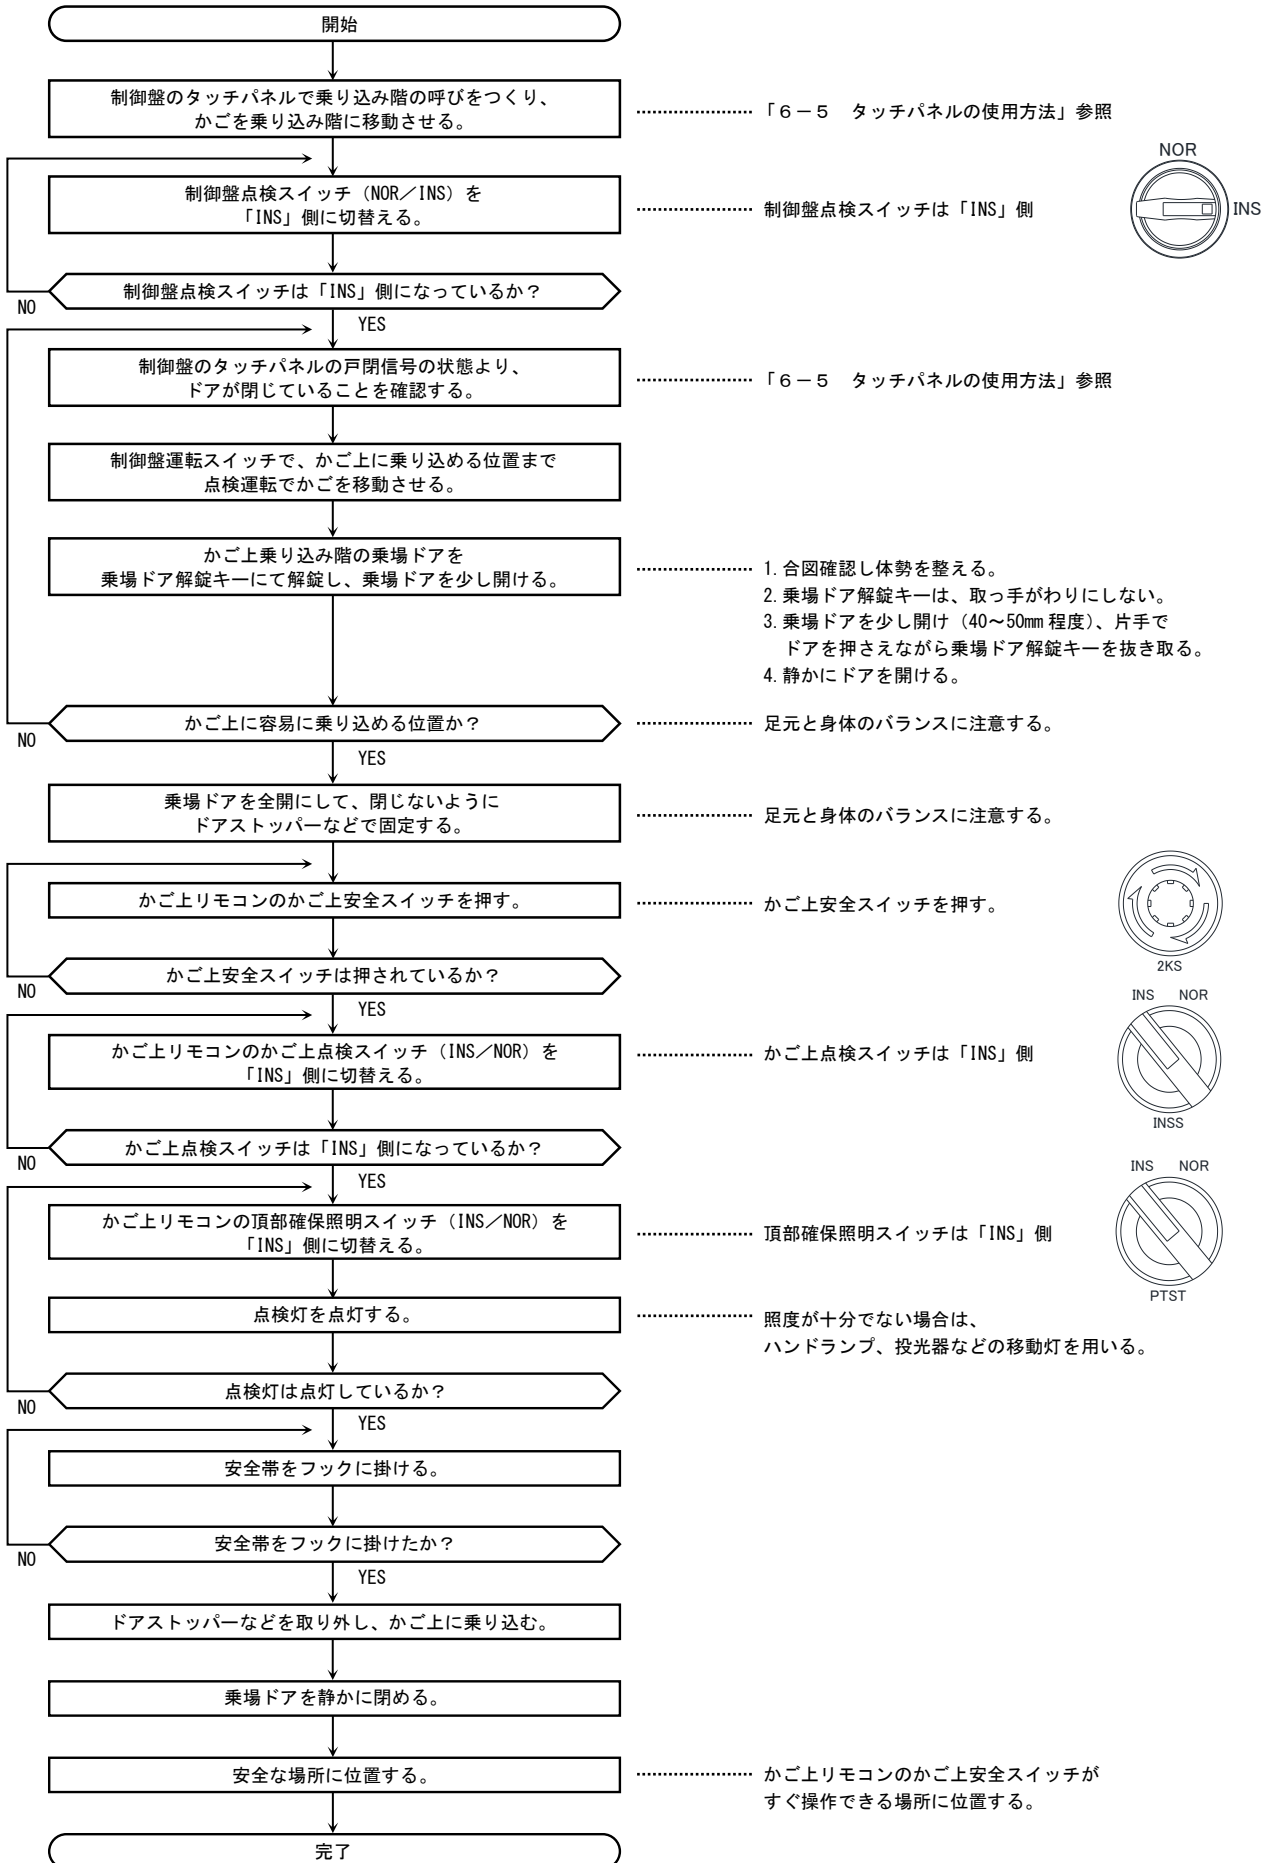 開始
制御盤のタッチパネルで乗り込み階の呼びをつくり、
かごを乗り込み階に移動させる。
「6-5　タッチパネルの使用方法」参照
制御盤点検スイッチ（NOR／INS）を
「INS」側に切替える。
制御盤点検スイッチは「INS」側
NOR
INS
制御盤点検スイッチは「INS」側になっているか？
NO
YES
制御盤のタッチパネルの戸閉信号の状態より、
ドアが閉じていることを確認する。
「6-5　タッチパネルの使用方法」参照
制御盤運転スイッチで、かご上に乗り込める位置まで
点検運転でかごを移動させる。
かご上乗り込み階の乗場ドアを
乗場ドア解錠キーにて解錠し、乗場ドアを少し開ける。
1. 合図確認し体勢を整える。
2. 乗場ドア解錠キーは、取っ手がわりにしない。
3. 乗場ドアを少し開け（40～50mm 程度）、片手で
ドアを押さえながら乗場ドア解錠キーを抜き取る。
4. 静かにドアを開ける。
かご上に容易に乗り込める位置か？
足元と身体のバランスに注意する。
NO
YES
乗場ドアを全開にして、閉じないように
ドアストッパーなどで固定する。
足元と身体のバランスに注意する。
かご上リモコンのかご上安全スイッチを押す。
かご上安全スイッチを押す。
2KS
かご上安全スイッチは押されているか？
NO
YES
INS NOR
かご上リモコンのかご上点検スイッチ（INS／NOR）を
「INS」側に切替える。
かご上点検スイッチは「INS」側
INSS
かご上点検スイッチは「INS」側になっているか？
NO
YES
INS NOR
かご上リモコンの頂部確保照明スイッチ（INS／NOR）を
「INS」側に切替える。
頂部確保照明スイッチは「INS」側
PTST
点検灯を点灯する。
照度が十分でない場合は、
ハンドランプ、投光器などの移動灯を用いる。
点検灯は点灯しているか？
NO
YES
安全帯をフックに掛ける。
安全帯をフックに掛けたか？
NO
YES
ドアストッパーなどを取り外し、かご上に乗り込む。
乗場ドアを静かに閉める。
安全な場所に位置する。
かご上リモコンのかご上安全スイッチが
すぐ操作できる場所に位置する。
完了